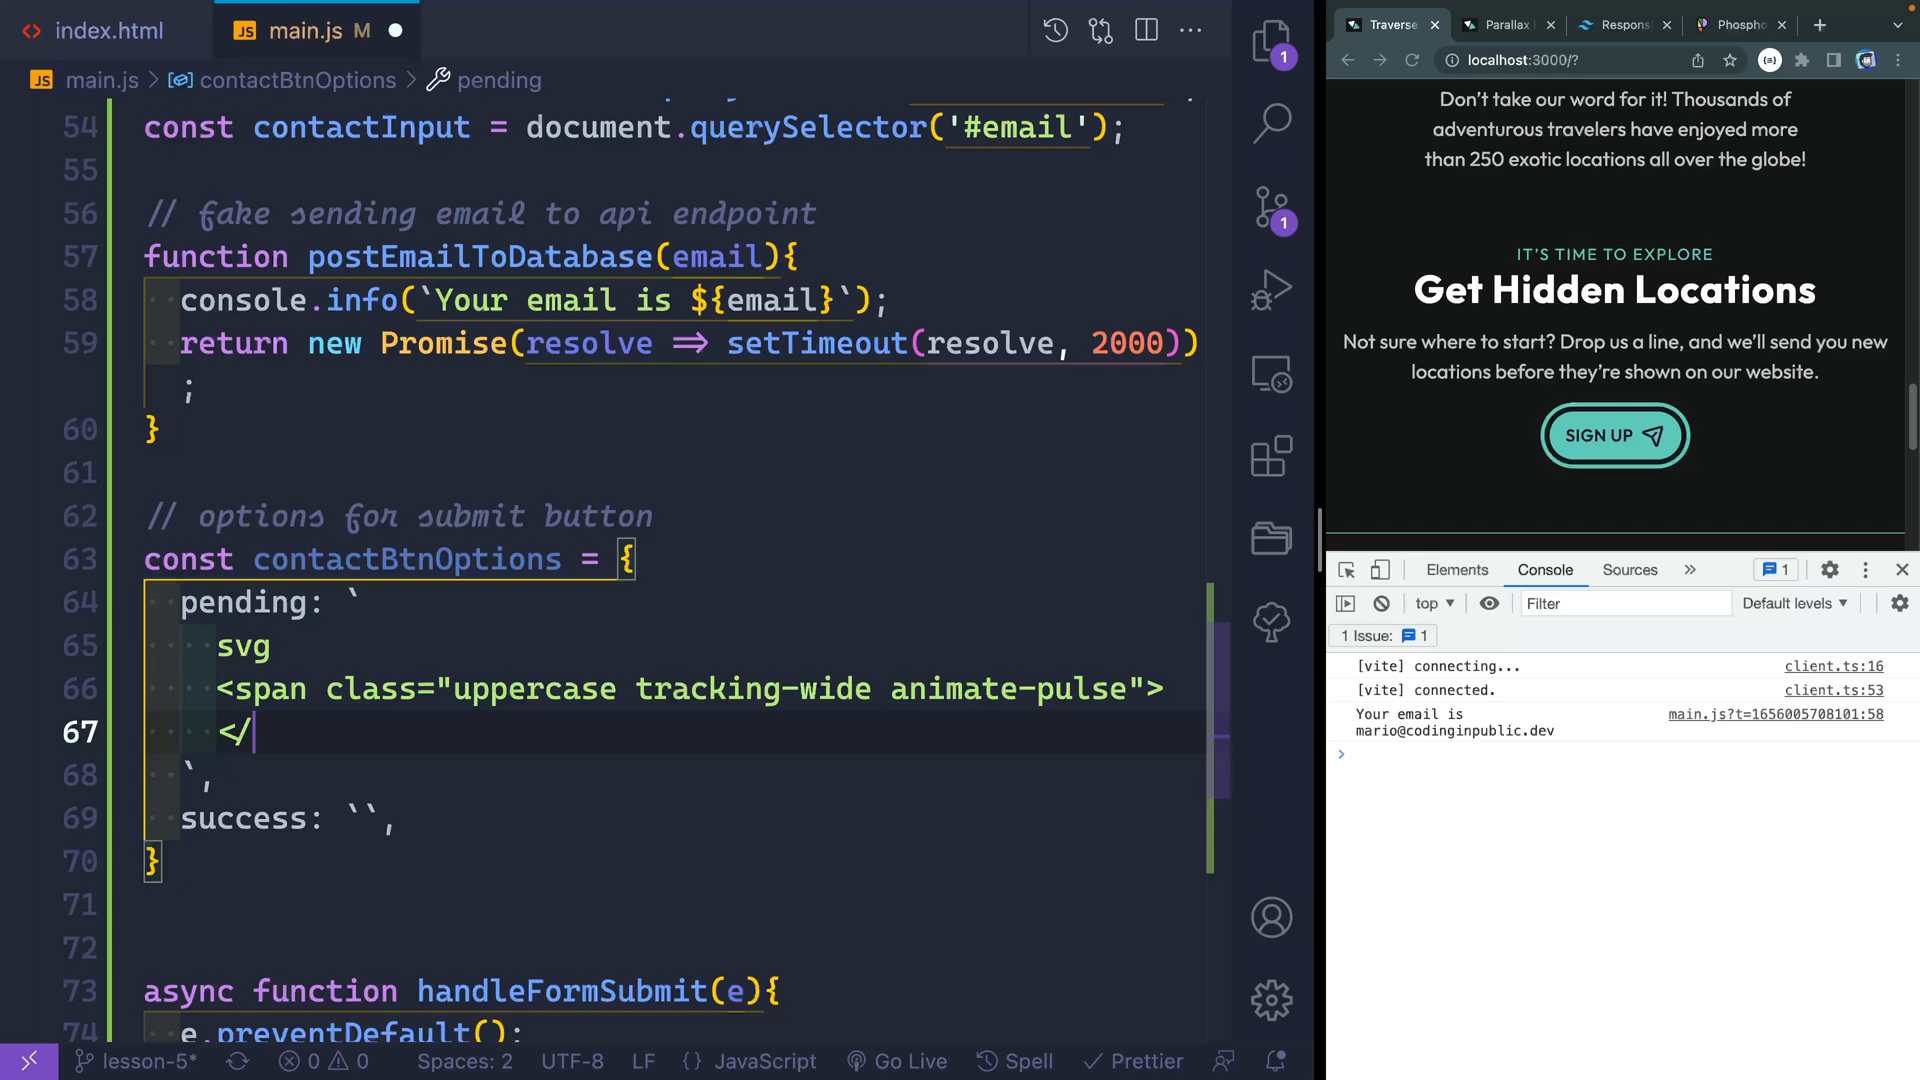 index.html
JS main.js M
JS main.js > contactBtnOptions > pending
54 const contactInput = document.querySelector('#email');
55
56 // fake sending email to api endpoint
57 function postEmailToDatabase(email){
58 console.info(`Your email is ${email}`);
59 return new Promise(resolve => setTimeout(resolve, 2000))
;
60 }
61
62 // options for submit button
63 const contactBtnOptions = {
64 pending: `
65 svg
66 <span class="uppercase tracking-wide animate-pulse">
67 </
68 `,
69 success: ``,
70 }
71
72
73 async function handleFormSubmit(e){
74 e.preventDefault();
lesson-5* 0 0 Spaces: 2 UTF-8 LF {} JavaScript Go Live Spell Prettier
1
1
Traverse Parallax Respons Phospho
localhost:3000/?
Don't take our word for it! Thousands of
adventurous travelers have enjoyed more
than 250 exotic locations all over the globe!
IT'S TIME TO EXPLORE
Get Hidden Locations
Not sure where to start? Drop us a line, and we'll send you new
locations before they're shown on our website.
SIGN UP
Elements Console Sources » 1
top Filter Default levels
1 Issue: 1
[vite] connecting... client.ts:16
[vite] connected. client.ts:53
Your email is main.js?t=1656005708101:58
mario@codinginpublic.dev